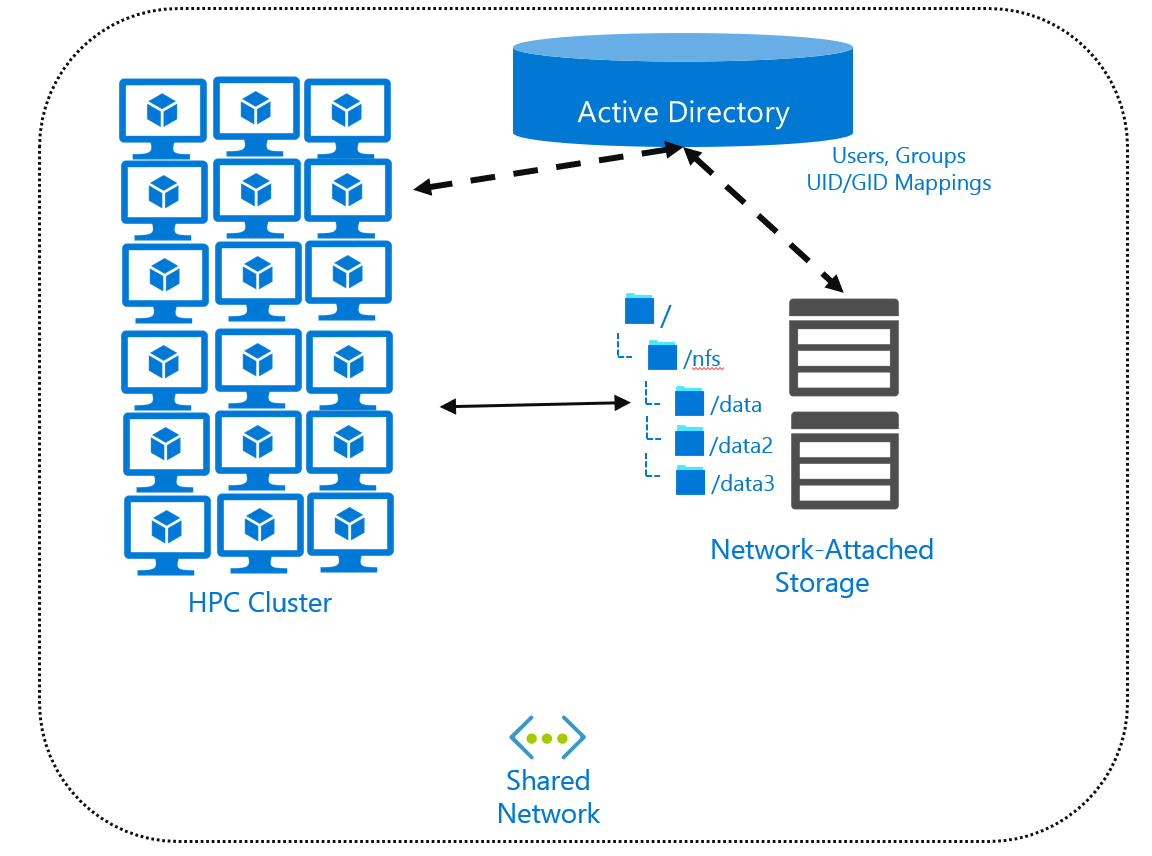 Active Directory
Users, Groups
UID/GID Mappings
/
/nfs
/data
/data2
/data3
Network-Attached
Storage
HPC Cluster
Shared
Network